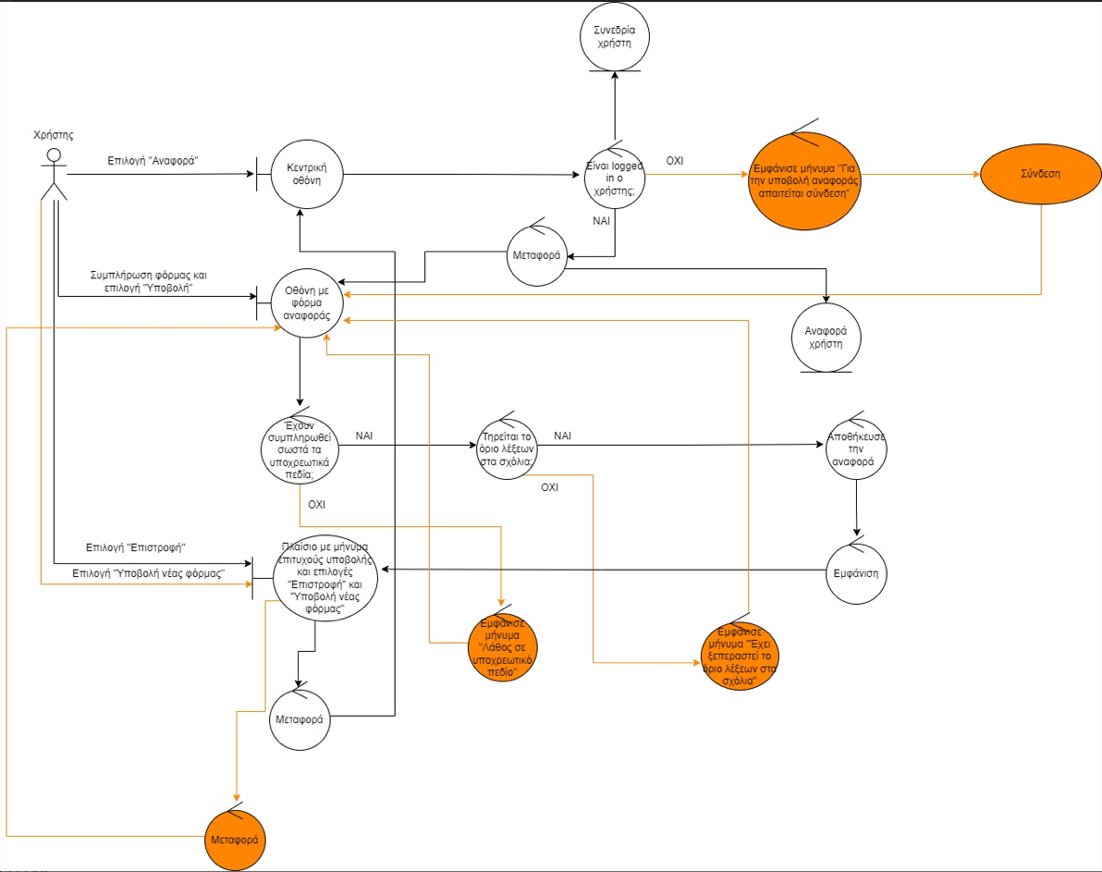 Συνεδρία
χρήστη
Χρήστης
Επιλογή "Αναφορά"
Κεντρική
οθόνη
Είναι logged
in ο
χρήστης;
ΟΧΙ
Εμφάνισε μήνυμα "Για
την υποβολή αναφοράς
απαιτείται σύνδεση"
Σύνδεση
ΝΑΙ
Μεταφορά
Συμπλήρωση φόρμας και
επιλογή "Υποβολή"
Οθόνη με
φόρμα
αναφοράς
Αναφορά
χρήστη
Έχουν
συμπληρωθεί
σωστά τα
υποχρεωτικά
πεδία;
ΝΑΙ
Τηρείται το
όριο λέξεων
στα σχόλια;
ΝΑΙ
Αποθήκευσε
την
αναφορά
ΟΧΙ
ΟΧΙ
Επιλογή "Επιστροφή"
Επιλογή "Υποβολή νέας φόρμας"
Πλαίσιο με μήνυμα
επιτυχούς υποβολής
και επιλογές
"Επιστροφή" και
"Υποβολή νέας
φόρμας"
Εμφάνιση
Εμφάνισε
μήνυμα
"Λάθος σε
υποχρεωτικό
πεδίο"
Εμφάνισε
μήνυμα "Έχει
ξεπεραστεί το
όριο λέξεων στα
σχόλια"
Μεταφορά
Μεταφορά